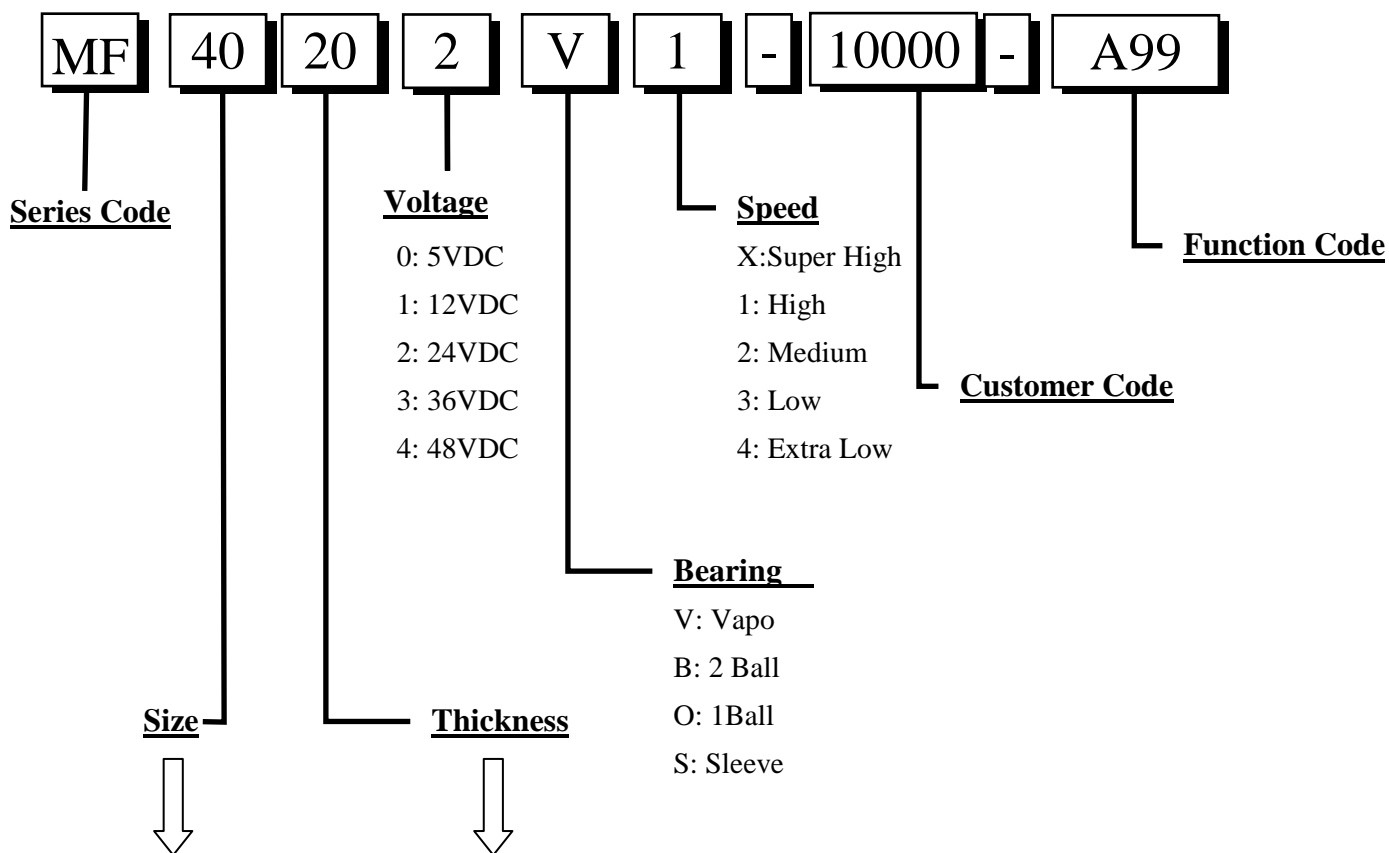 MF 40 20 2 V 1 - 10000 - A99
Series Code
Voltage
0: 5VDC
1: 12VDC
2: 24VDC
3: 36VDC
4: 48VDC
Speed
X:Super High
1: High
2: Medium
3: Low
4: Extra Low
Function Code
Customer Code
Bearing
V: Vapo
B: 2 Ball
O: 1Ball
S: Sleeve
Size
Thickness